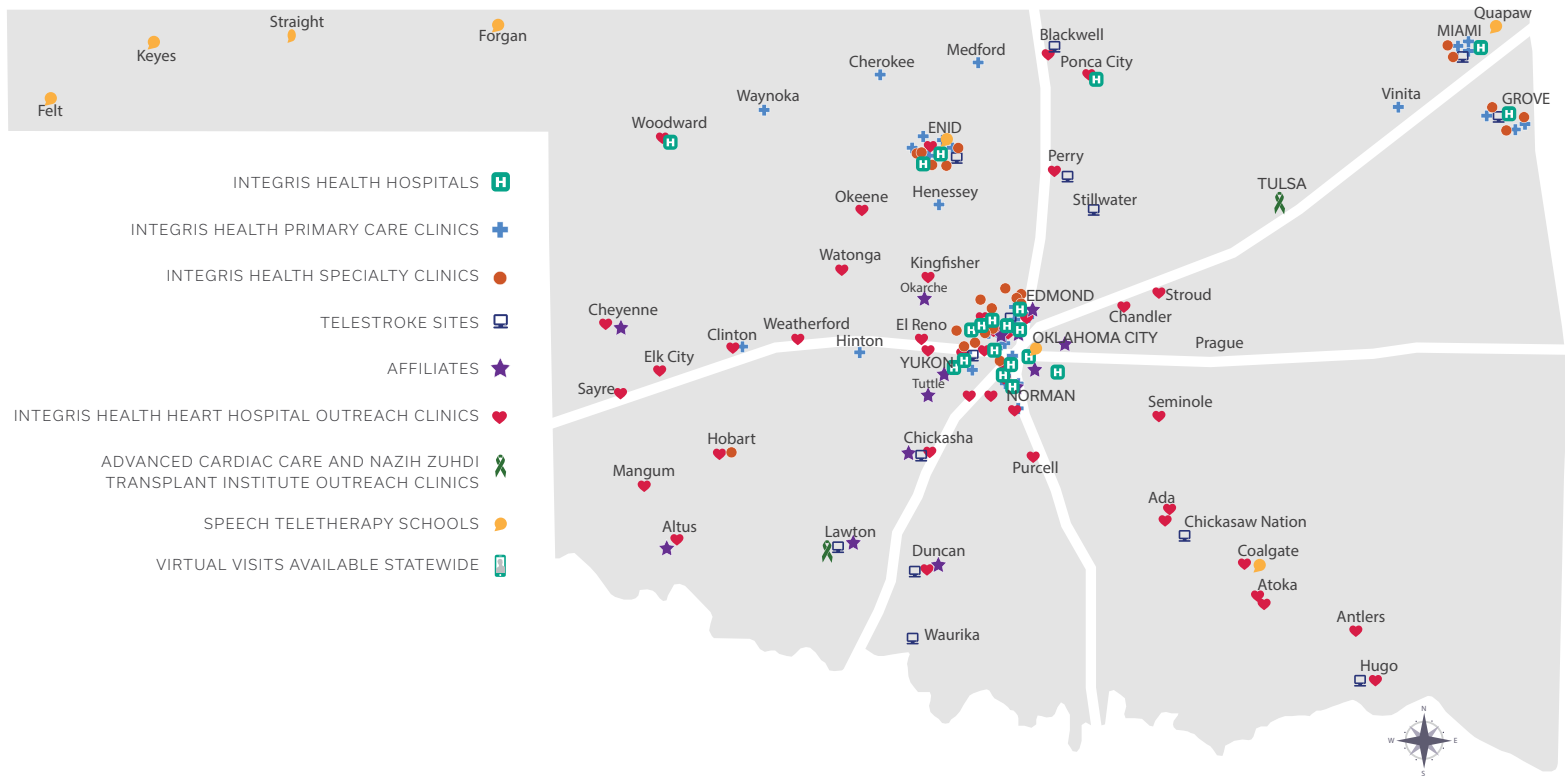 Straight
Forgan
Keyes
Felt
Quapaw
MIAMI
Blackwell
Medford
Ponca City
Cherokee
Waynoka
Vinita
GROVE
Woodward
ENID
Perry
Okeene
Henessey
Stillwater
TULSA
Watonga
Kingfisher
Okarche
EDMOND
Stroud
Chandler
Cheyenne
Clinton
Weatherford
El Reno
Hinton
OKLAHOMA CITY
Prague
Elk City
YUKON
Sayre
Tuttle
NORMAN
Seminole
Hobart
Chickasha
Purcell
Mangum
Ada
Altus
Lawton
Chickasaw Nation
Duncan
Coalgate
Atoka
Antlers
Waurika
Hugo
INTEGRIS HEALTH HOSPITALS H
INTEGRIS HEALTH PRIMARY CARE CLINICS
INTEGRIS HEALTH SPECIALTY CLINICS
TELESTROKE SITES
AFFILIATES
INTEGRIS HEALTH HEART HOSPITAL OUTREACH CLINICS
ADVANCED CARDIAC CARE AND NAZIH ZUHDI
TRANSPLANT INSTITUTE OUTREACH CLINICS
SPEECH TELETHERAPY SCHOOLS
VIRTUAL VISITS AVAILABLE STATEWIDE
N
W E
S